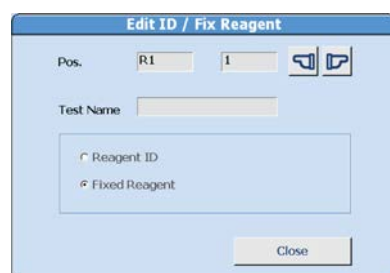 Edit ID / Fix Reagent
Pos. R1 1
Test Name
Reagent ID
Fixed Reagent
Close